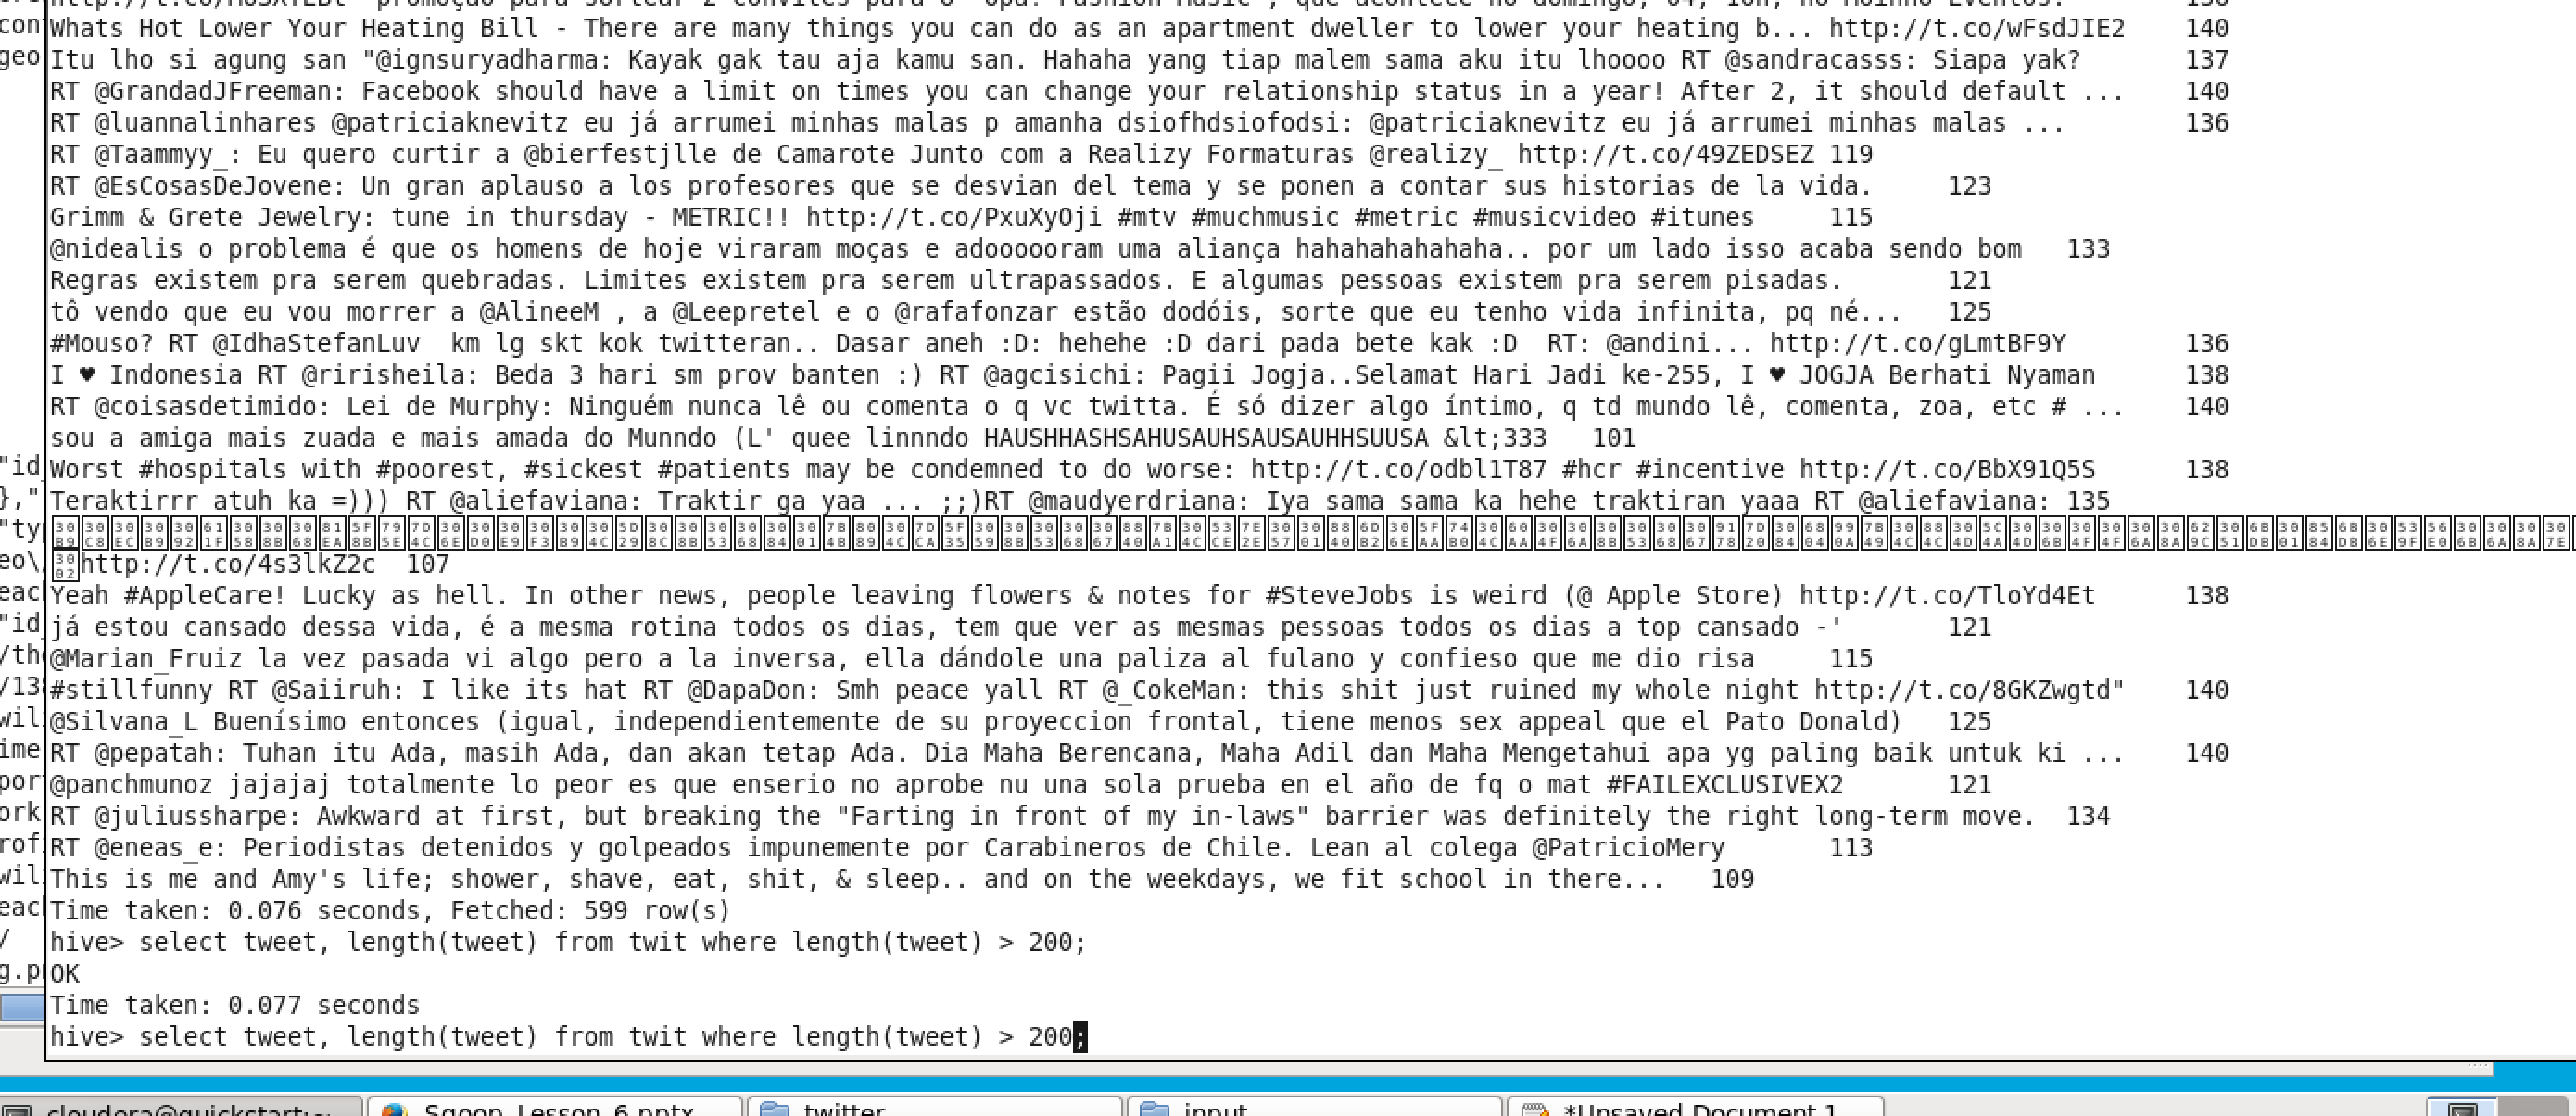 Whats Hot Lower Your Heating Bill - There are many things you can do as an apartment dweller to lower your heating b... http://t.co/wFsdJIE2 140
Itu lho si agung san "@ignsuryadharma: Kayak gak tau aja kamu san. Hahaha yang tiap malem sama aku itu lhoooo RT @sandracasss: Siapa yak? 137
RT @GrandadJFreeman: Facebook should have a limit on times you can change your relationship status in a year! After 2, it should default ... 140
RT @luannalinhares @patriciaknevitz eu já arrumei minhas malas p amanha dsiofhdsiofodsi: @patriciaknevitz eu já arrumei minhas malas ... 136
RT @Taammyy_: Eu quero curtir a @bierfestjlle de Camarote Junto com a Realizy Formaturas @realizy_ http://t.co/49ZEDSEZ 119
RT @EsCosasDeJovene: Un gran aplauso a los profesores que se desvian del tema y se ponen a contar sus historias de la vida. 123
Grimm & Grete Jewelry: tune in thursday - METRIC!! http://t.co/PxuXyOji #mtv #muchmusic #metric #musicvideo #itunes 115
@nidealis o problema é que os homens de hoje viraram moças e adoooooram uma aliança hahahahahahaha.. por um lado isso acaba sendo bom 133
Regras existem pra serem quebradas. Limites existem pra serem ultrapassados. E algumas pessoas existem pra serem pisadas. 121
tô vendo que eu vou morrer a @AlineeM , a @Leepretel e o @rafafonzar estão dodóis, sorte que eu tenho vida infinita, pq né... 125
#Mouso? RT @IdhaStefanLuv  km lg skt kok twitteran.. Dasar aneh :D: hehehe :D dari pada bete kak :D  RT: @andini... http://t.co/gLmtBF9Y 136
I ♥ Indonesia RT @ririsheila: Beda 3 hari sm prov banten :) RT @agcisichi: Pagii Jogja..Selamat Hari Jadi ke-255, I ♥ JOGJA Berhati Nyaman 138
RT @coisasdetimido: Lei de Murphy: Ninguém nunca lê ou comenta o q vc twitta. É só dizer algo íntimo, q td mundo lê, comenta, zoa, etc # ... 140
sou a amiga mais zuada e mais amada do Munndo (L' quee linnndo HAUSHHASHSAHUSAUHSAUSAUHHSUUSA &lt;333 101
Worst #hospitals with #poorest, #sickest #patients may be condemned to do worse: http://t.co/odbl1T87 #hcr #incentive http://t.co/BbX91Q5S 138
Teraktirrr atuh ka =))) RT @aliefaviana: Traktir ga yaa ... ;;)RT @maudyerdriana: Iya sama sama ka hehe traktiran yaaa RT @aliefaviana: 135
http://t.co/4s3lkZ2c 107
Yeah #AppleCare! Lucky as hell. In other news, people leaving flowers & notes for #SteveJobs is weird (@ Apple Store) http://t.co/TloYd4Et 138
já estou cansado dessa vida, é a mesma rotina todos os dias, tem que ver as mesmas pessoas todos os dias a top cansado -' 121
@Marian_Fruiz la vez pasada vi algo pero a la inversa, ella dándole una paliza al fulano y confieso que me dio risa 115
#stillfunny RT @Saiiruh: I like its hat RT @DapaDon: Smh peace yall RT @_CokeMan: this shit just ruined my whole night http://t.co/8GKZwgtd" 140
@Silvana_L Buenísimo entonces (igual, independientemente de su proyeccion frontal, tiene menos sex appeal que el Pato Donald) 125
RT @pepatah: Tuhan itu Ada, masih Ada, dan akan tetap Ada. Dia Maha Berencana, Maha Adil dan Maha Mengetahui apa yg paling baik untuk ki ... 140
@panchmunoz jajajaj totalmente lo peor es que enserio no aprobe nu una sola prueba en el año de fq o mat #FAILEXCLUSIVEX2 121
RT @juliussharpe: Awkward at first, but breaking the "Farting in front of my in-laws" barrier was definitely the right long-term move. 134
RT @eneas_e: Periodistas detenidos y golpeados impunemente por Carabineros de Chile. Lean al colega @PatricioMery 113
This is me and Amy's life; shower, shave, eat, shit, & sleep.. and on the weekdays, we fit school in there... 109
Time taken: 0.076 seconds, Fetched: 599 row(s)
hive> select tweet, length(tweet) from twit where length(tweet) > 200;
OK
Time taken: 0.077 seconds
hive> select tweet, length(tweet) from twit where length(tweet) > 200;
cloudera@quickstart:~ Sqoop Lesson 6.pptx twitter input *Unsaved Document 1